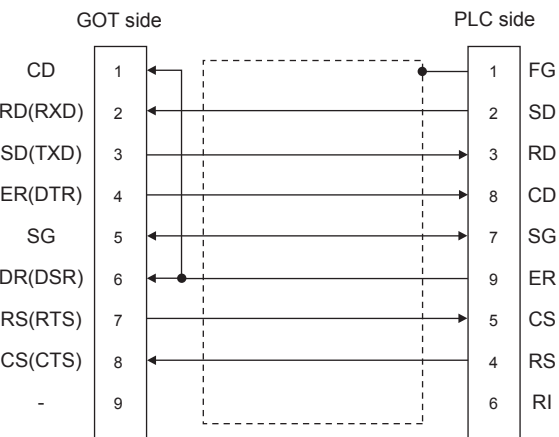 GOT side PLC side
CD 1 1 FG
RD(RXD) 2 2 SD
SD(TXD) 3 3 RD
ER(DTR) 4 8 CD
SG 5 7 SG
DR(DSR) 6 9 ER
RS(RTS) 7 5 CS
CS(CTS) 8 4 RS
- 9 6 RI